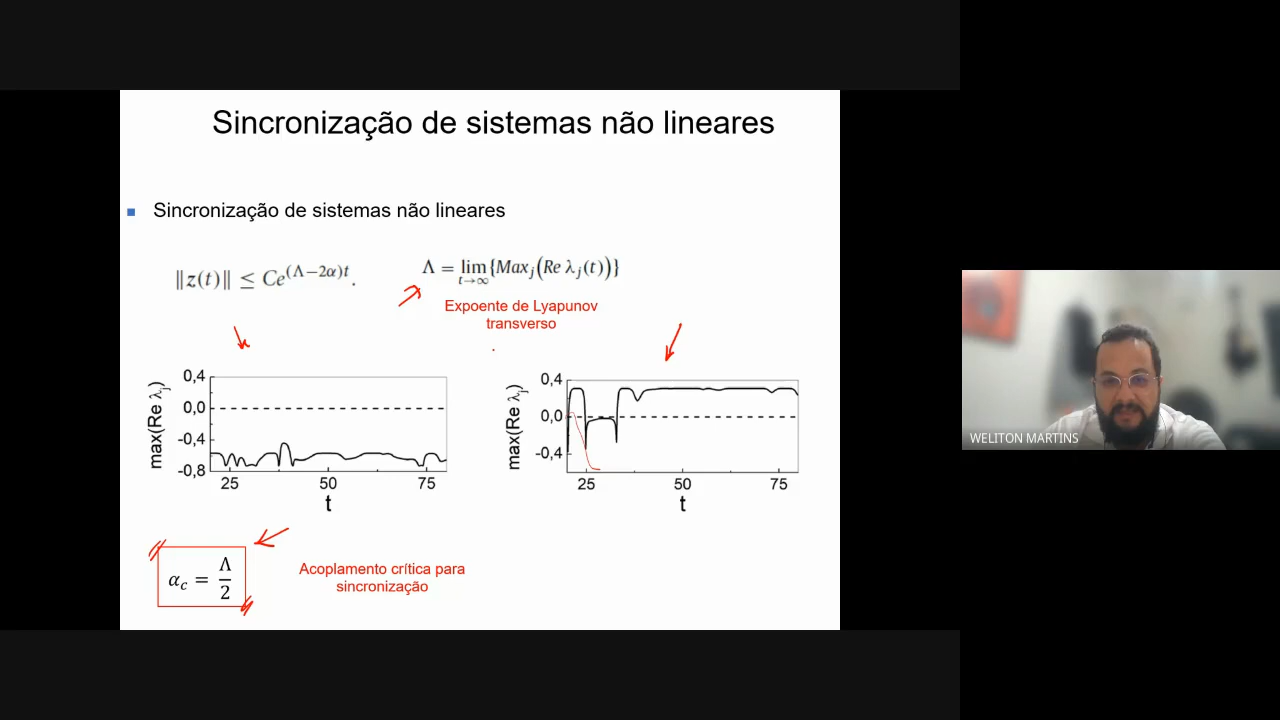 Sincronização de sistemas não lineares
Sincronização de sistemas não lineares
‖z(t)‖ ≤ Ce^{(Λ−2α)t}.
Λ = lim_{t→∞}{Max_j(Re λ_j(t))}
Expoente de Lyapunov
transverso
max(Re λ_j)
0,4
0,0
-0,4
-0,8
25
50
75
t
max(Re λ_j)
0,4
0,0
-0,4
25
50
75
t
α_c = Λ/2
Acoplamento crítica para
sincronização
WELITON MARTINS